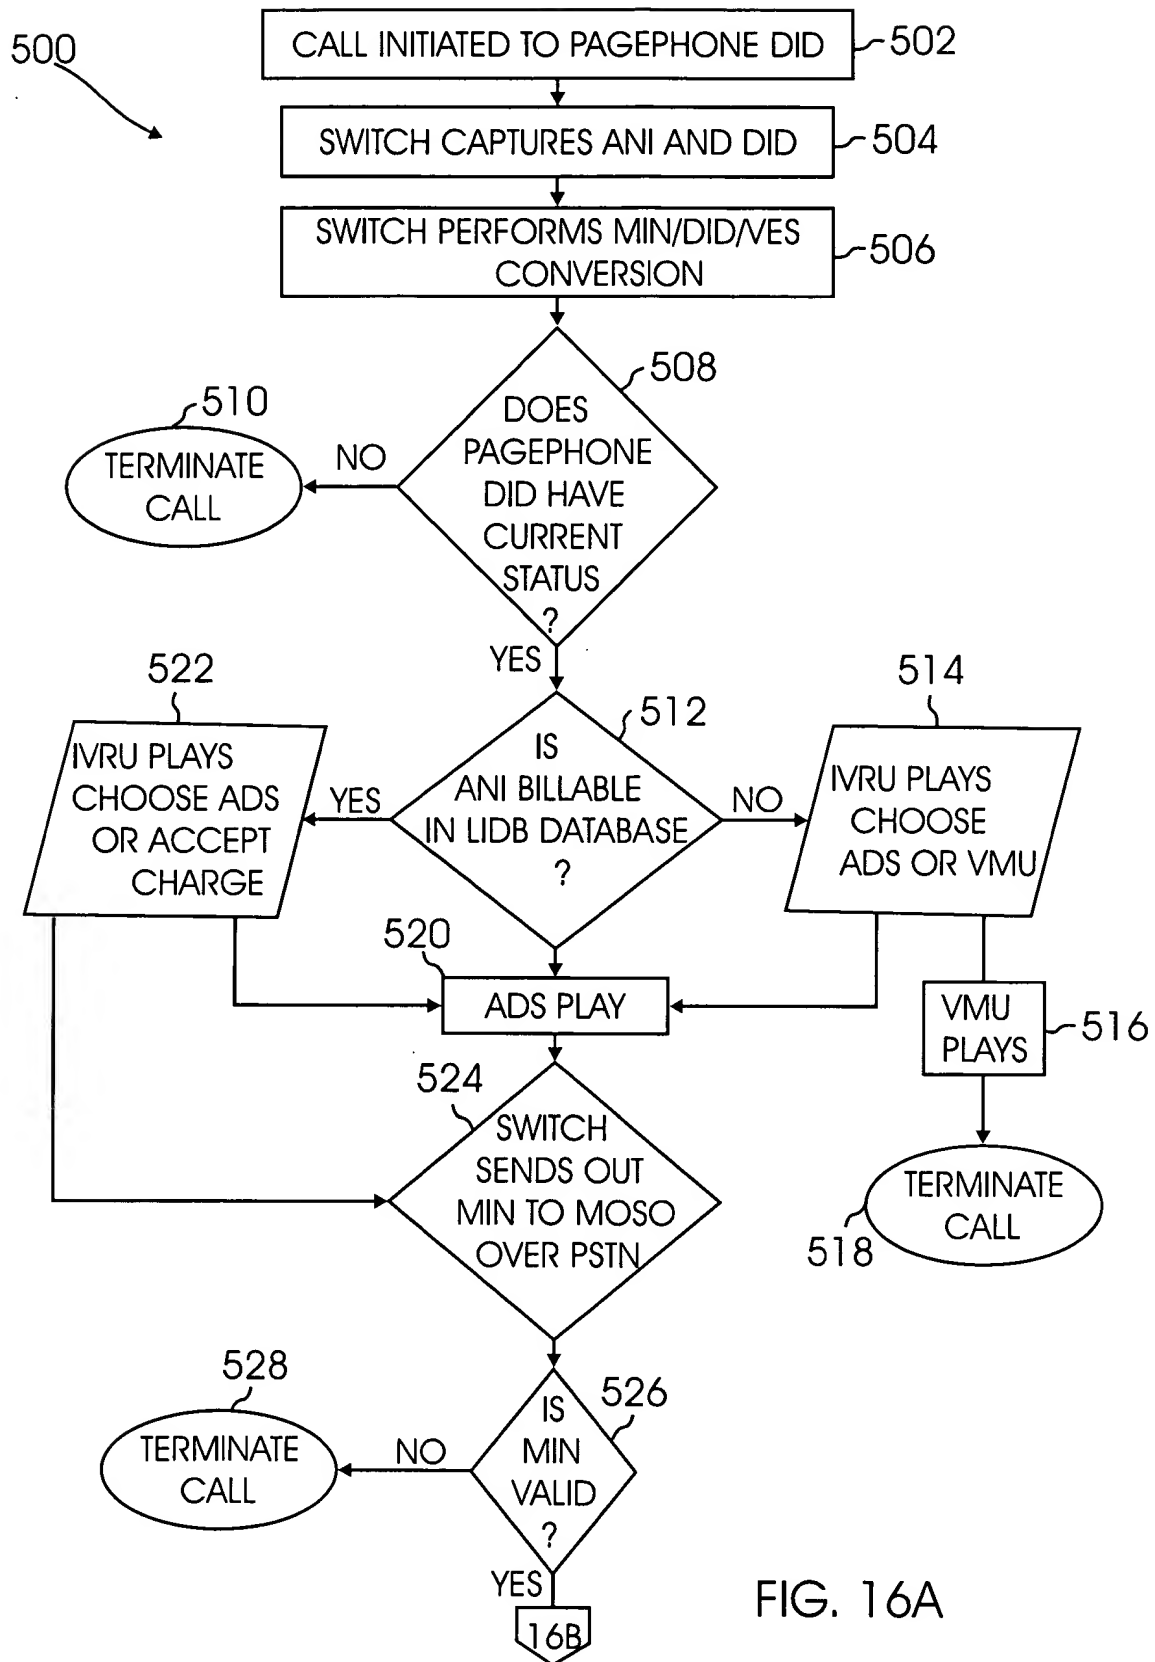 500
CALL INITIATED TO PAGEPHONE DID
502
SWITCH CAPTURES ANI AND DID
504
SWITCH PERFORMS MIN/DID/VES
CONVERSION
506
508
DOES
PAGEPHONE
DID HAVE
CURRENT
STATUS
?
510
TERMINATE
CALL
NO
YES
522
IVRU PLAYS
CHOOSE ADS
OR ACCEPT
CHARGE
YES
512
IS
ANI BILLABLE
IN LIDB DATABASE
?
NO
514
IVRU PLAYS
CHOOSE
ADS OR VMU
520
ADS PLAY
VMU
PLAYS
516
524
SWITCH
SENDS OUT
MIN TO MOSO
OVER PSTN
TERMINATE
CALL
518
528
TERMINATE
CALL
NO
526
IS
MIN
VALID
?
YES
16B
FIG. 16A